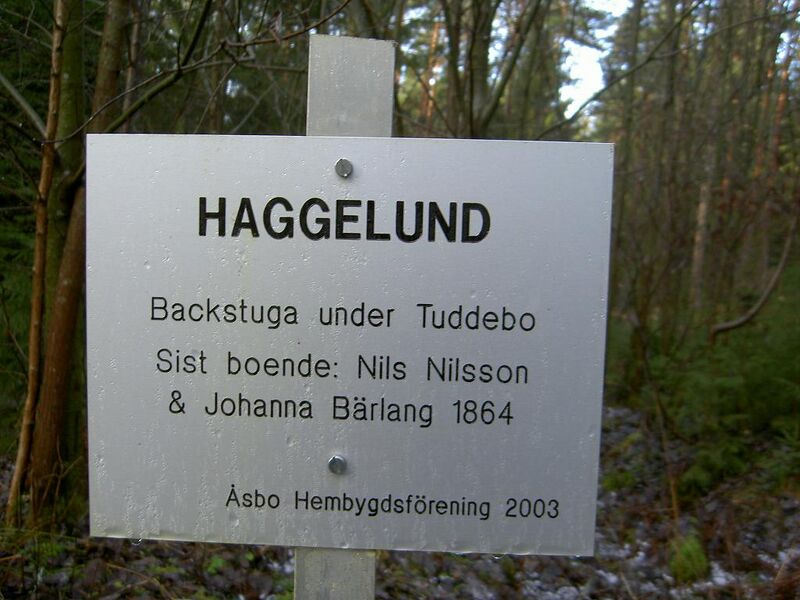 HAGGELUND
Backstuga under Tuddebo
Sist boende: Nils Nilsson
& Johanna Bärlang 1864
Åsbo Hembygdsförening 2003